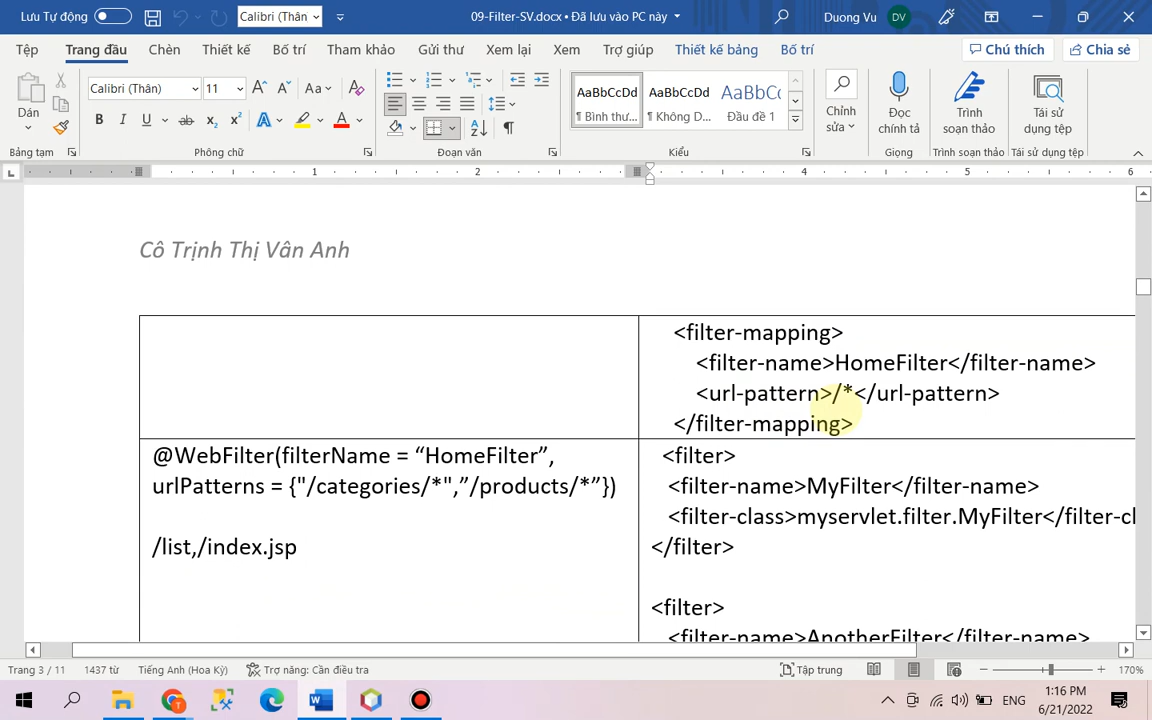 Lưu Tự động
Calibri (Thân)
09-Filter-SV.docx • Đã lưu vào PC này
Duong Vu
DV
Tệp Trang đầu Chèn Thiết kế Bố trí Tham khảo Gửi thư Xem lại Xem Trợ giúp Thiết kế bảng Bố trí
Chú thích
Chia sẻ
Dán
Calibri (Thân) 11
AaBbCcDd AaBbCcDd AaBbCc
¶ Bình thư... ¶ Không D... Đầu đề 1
Chỉnh sửa
Đọc chính tả
Trình soạn thảo
Tái sử dụng tệp
Bảng tạm Phông chữ Đoạn văn Kiểu Giọng Trình soạn thảo Tái sử dụng tệp
1 2 4 5 6
Cô Trịnh Thị Vân Anh
<filter-mapping>
<filter-name>HomeFilter</filter-name>
<url-pattern>/*</url-pattern>
</filter-mapping>
@WebFilter(filterName = “HomeFilter”,
urlPatterns = {"/categories/*",”/products/*”})
/list,/index.jsp
<filter>
<filter-name>MyFilter</filter-name>
<filter-class>myservlet.filter.MyFilter</filter-cl
</filter>
<filter>
<filter-name>AnotherFilter</filter-name>
Trang 3 / 11 1437 từ Tiếng Anh (Hoa Kỳ) Trợ năng: Cần điều tra Tập trung 170%
ENG
1:16 PM
6/21/2022